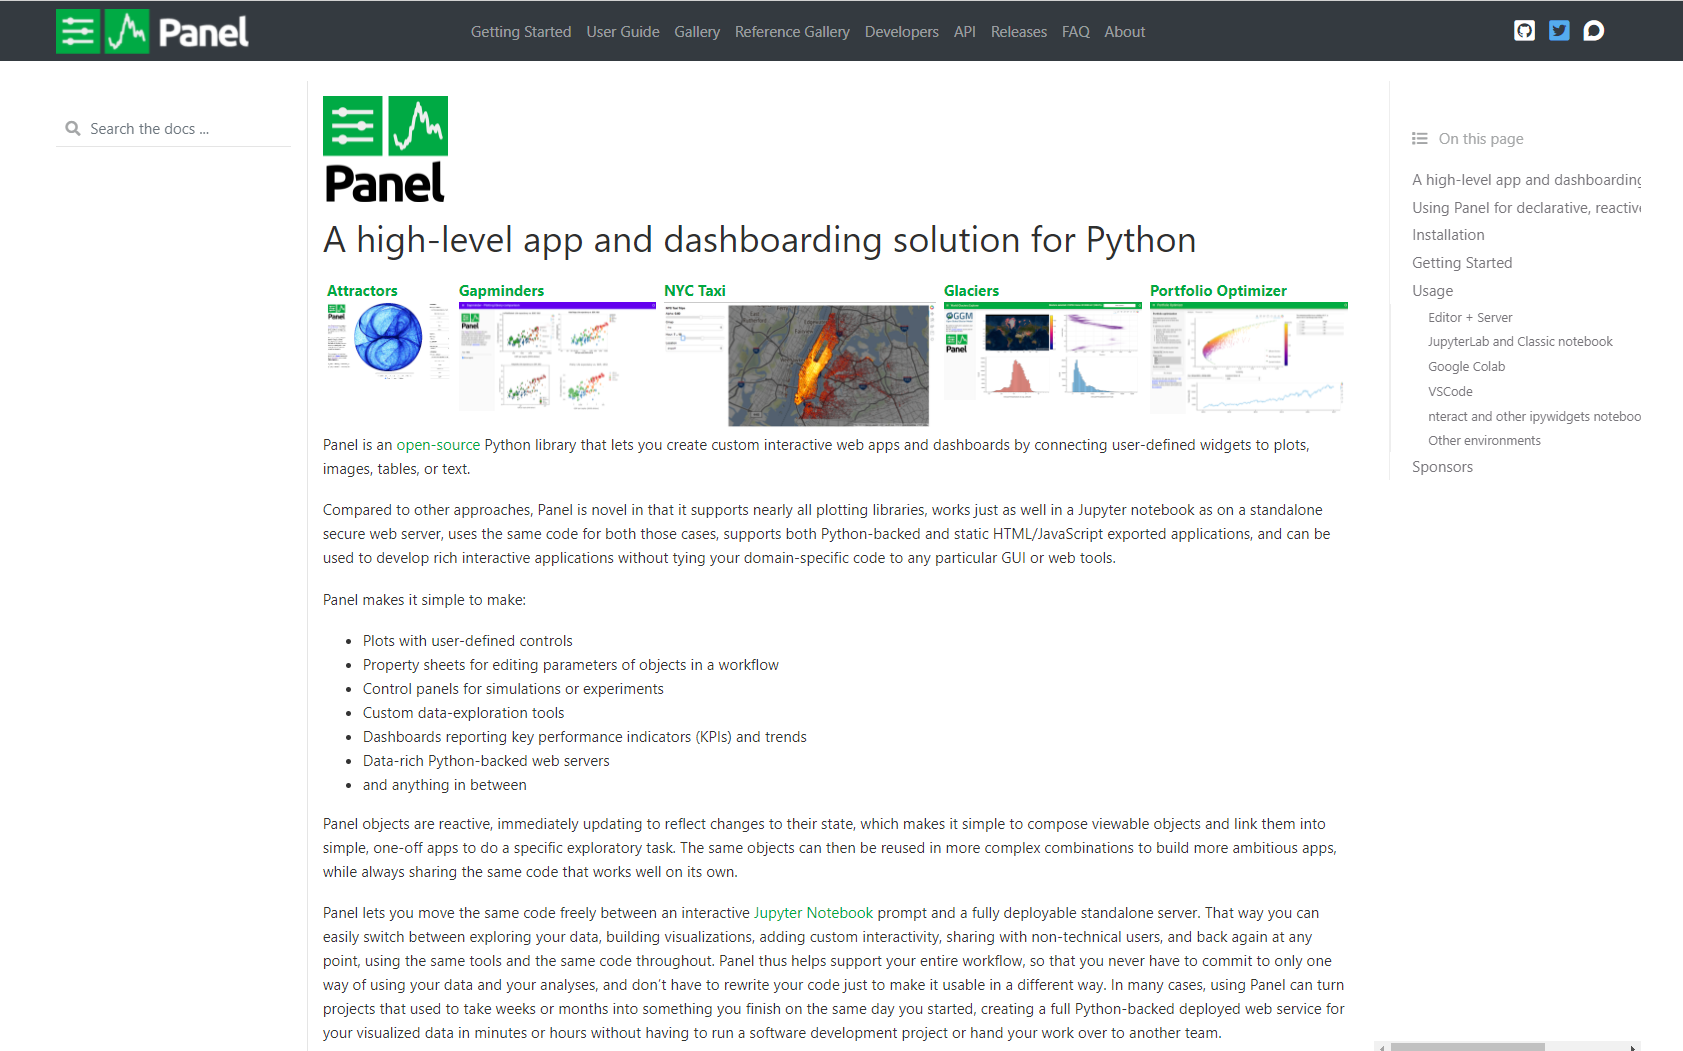 Panel
Getting Started User Guide Gallery Reference Gallery Developers API Releases FAQ About
Search the docs ...
Panel
A high-level app and dashboarding solution for Python
Attractors Gapminders NYC Taxi Glaciers Portfolio Optimizer
Panel is an open-source Python library that lets you create custom interactive web apps and dashboards by connecting user-defined widgets to plots,
images, tables, or text.
Compared to other approaches, Panel is novel in that it supports nearly all plotting libraries, works just as well in a Jupyter notebook as on a standalone
secure web server, uses the same code for both those cases, supports both Python-backed and static HTML/JavaScript exported applications, and can be
used to develop rich interactive applications without tying your domain-specific code to any particular GUI or web tools.
Panel makes it simple to make:
• Plots with user-defined controls
• Property sheets for editing parameters of objects in a workflow
• Control panels for simulations or experiments
• Custom data-exploration tools
• Dashboards reporting key performance indicators (KPIs) and trends
• Data-rich Python-backed web servers
• and anything in between
Panel objects are reactive, immediately updating to reflect changes to their state, which makes it simple to compose viewable objects and link them into
simple, one-off apps to do a specific exploratory task. The same objects can then be reused in more complex combinations to build more ambitious apps,
while always sharing the same code that works well on its own.
Panel lets you move the same code freely between an interactive Jupyter Notebook prompt and a fully deployable standalone server. That way you can
easily switch between exploring your data, building visualizations, adding custom interactivity, sharing with non-technical users, and back again at any
point, using the same tools and the same code throughout. Panel thus helps support your entire workflow, so that you never have to commit to only one
way of using your data and your analyses, and don't have to rewrite your code just to make it usable in a different way. In many cases, using Panel can turn
projects that used to take weeks or months into something you finish on the same day you started, creating a full Python-backed deployed web service for
your visualized data in minutes or hours without having to run a software development project or hand your work over to another team.
On this page
A high-level app and dashboarding
Using Panel for declarative, reactive
Installation
Getting Started
Usage
Editor + Server
JupyterLab and Classic notebook
Google Colab
VSCode
nteract and other ipywidgets noteboo
Other environments
Sponsors